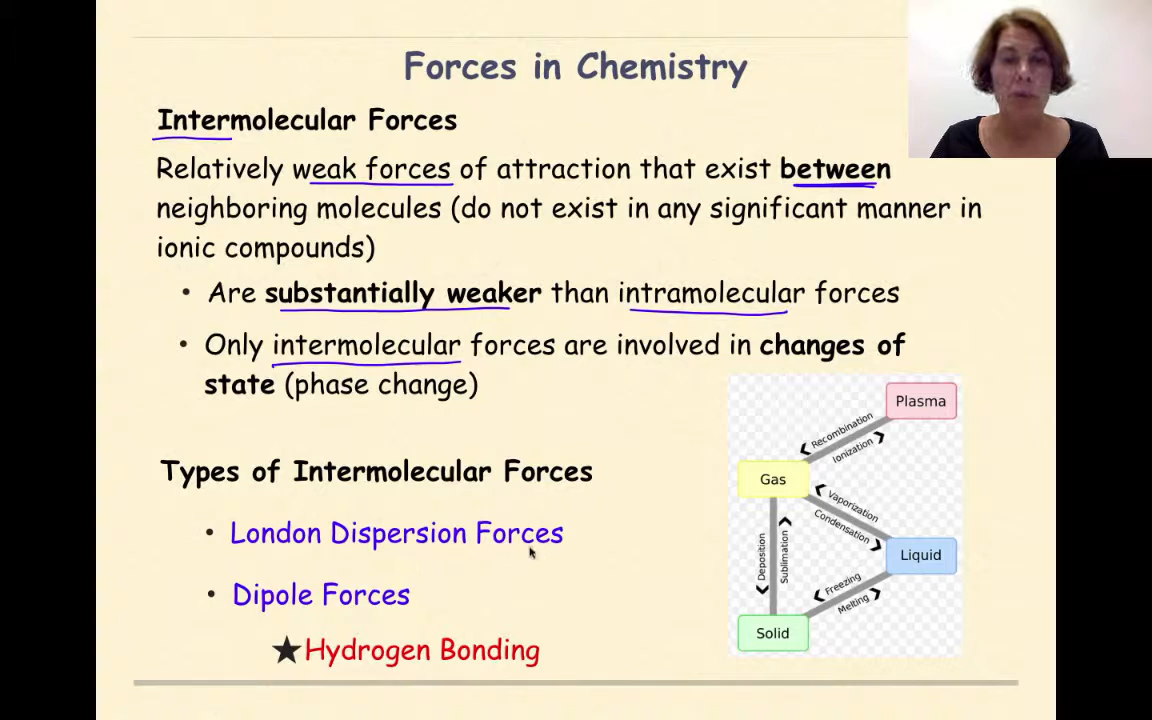 Forces in Chemistry
Intermolecular Forces
Relatively weak forces of attraction that exist between
neighboring molecules (do not exist in any significant manner in
ionic compounds)
• Are substantially weaker than intramolecular forces
• Only intermolecular forces are involved in changes of
state (phase change)
Types of Intermolecular Forces
• London Dispersion Forces
• Dipole Forces
★Hydrogen Bonding
Plasma
Recombination
Ionization
Gas
Vaporization
Condensation
Deposition
Sublimation
Liquid
Freezing
Melting
Solid